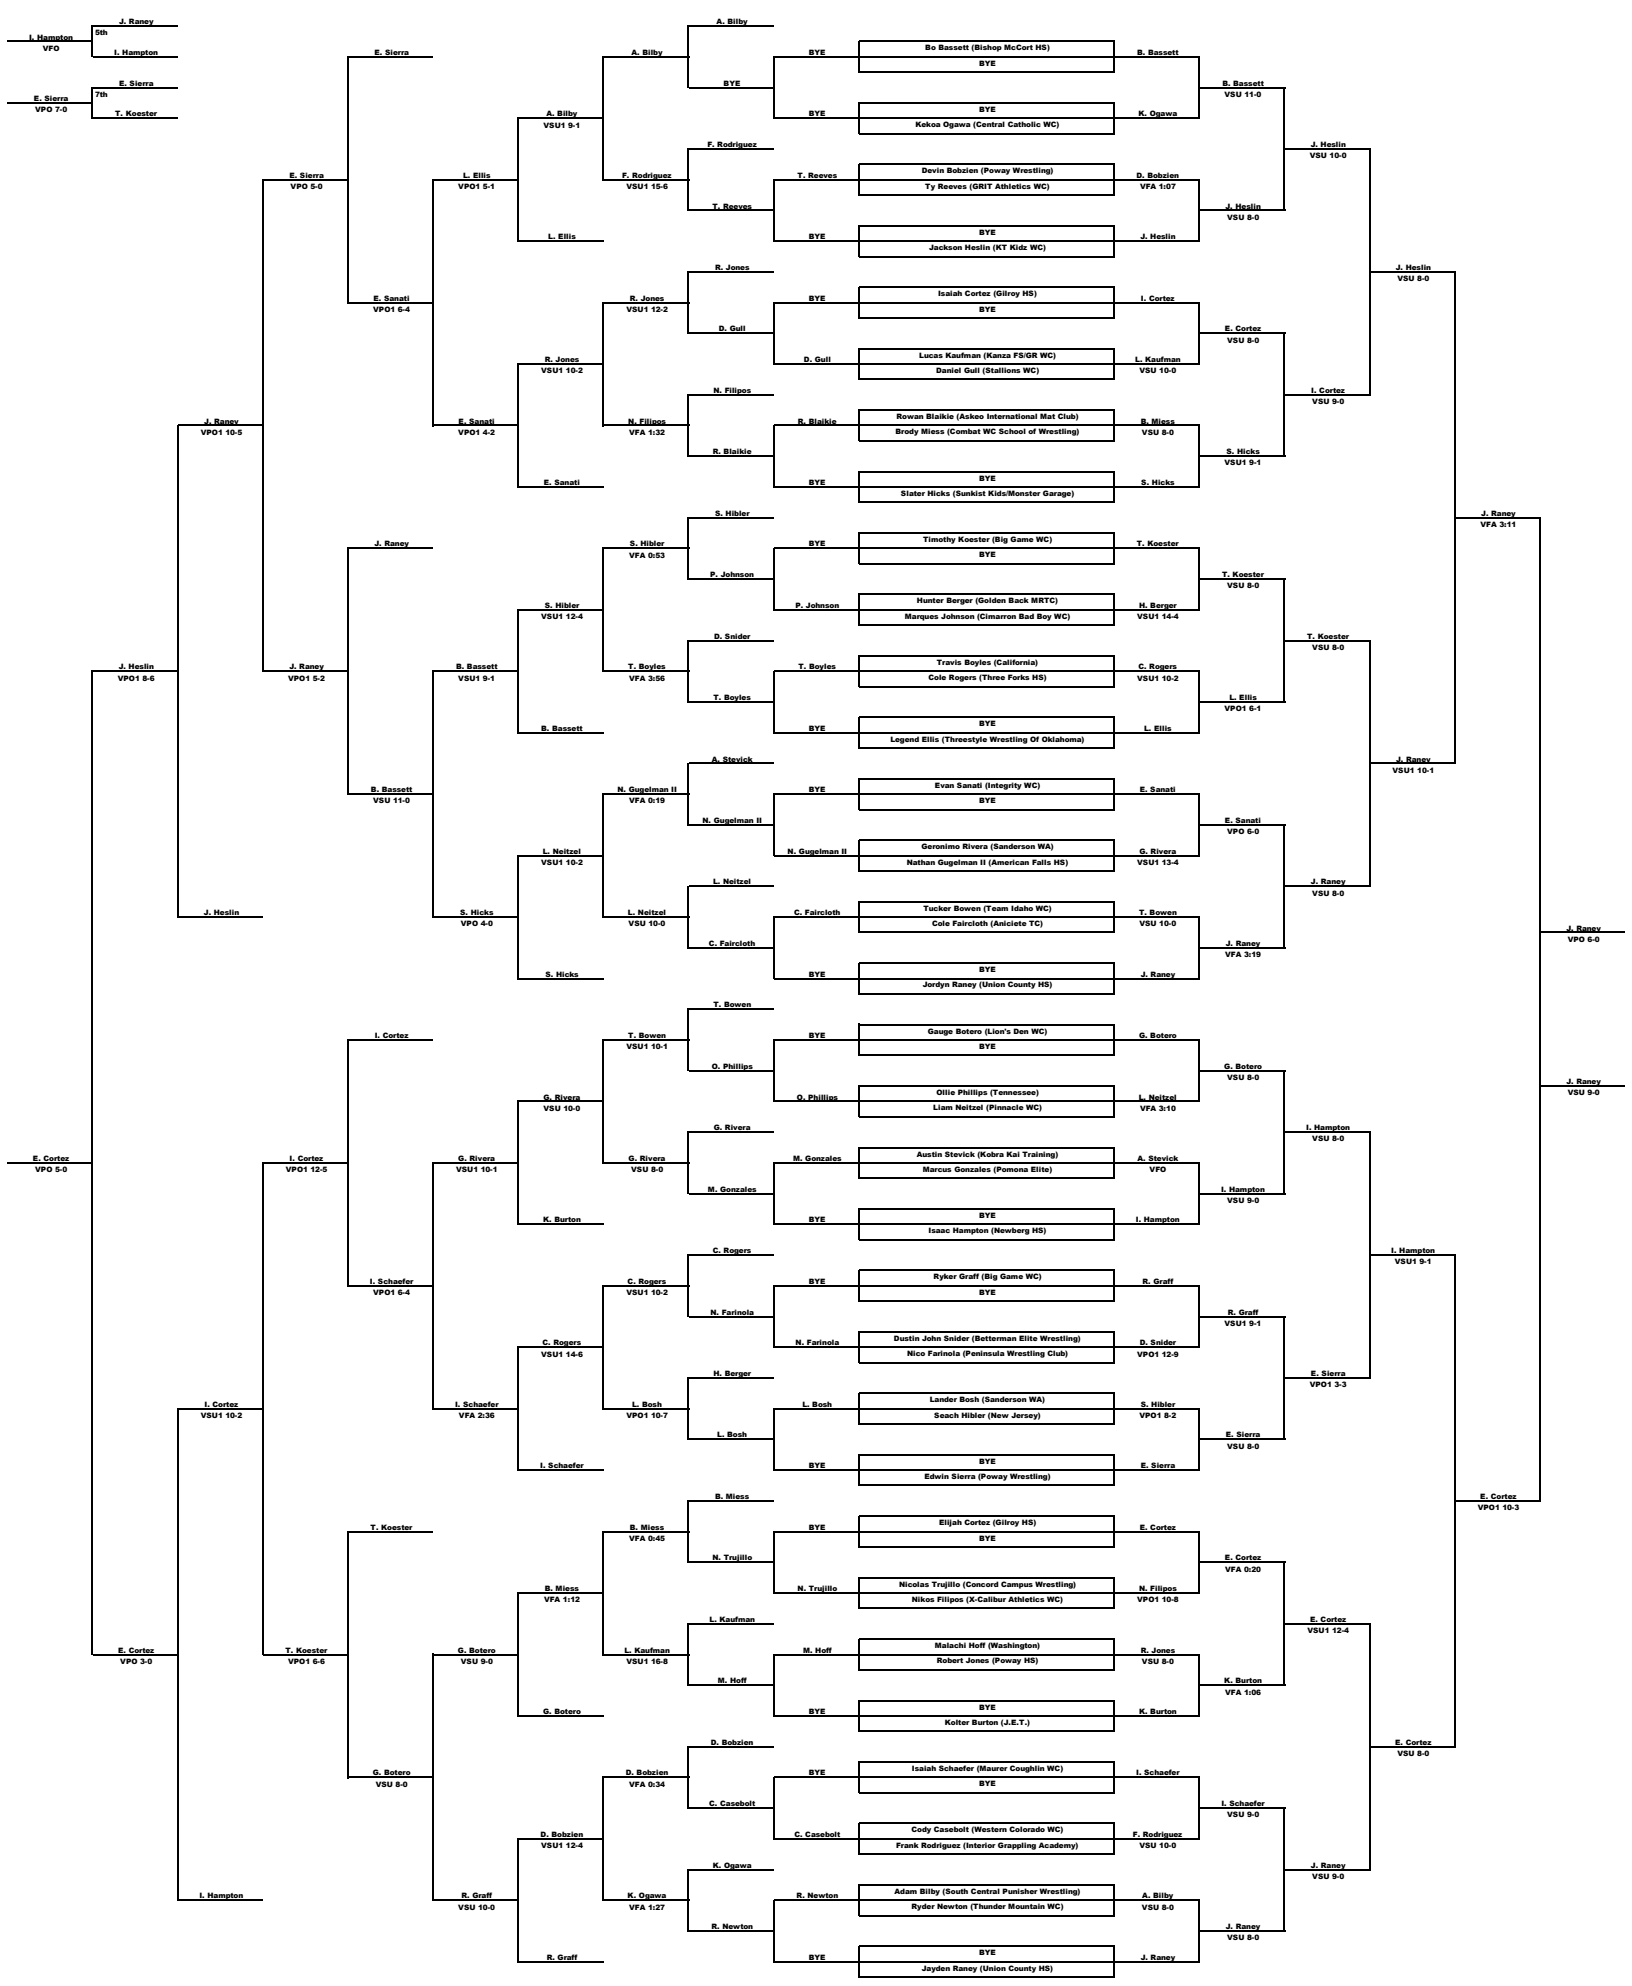 J. Raney
I. Hampton
5th
VFO
I. Hampton
E. Sierra
E. Sierra
7th
VPO 7-0
T. Koester
J. Heslin
VPO1 8-6
E. Cortez
VPO 5-0
E. Cortez
VPO 3-0
J. Raney
VPO1 10-5
J. Heslin
I. Cortez
VSU1 10-2
I. Hampton
E. Sierra
VPO 5-0
J. Raney
VPO1 5-2
I. Cortez
VPO1 12-5
T. Koester
VPO1 6-6
E. Sierra
E. Sanati
VPO1 6-4
J. Raney
B. Bassett
VSU 11-0
I. Cortez
I. Schaefer
VPO1 6-4
T. Koester
G. Botero
VSU 8-0
L. Ellis
VPO1 5-1
E. Sanati
VPO1 4-2
B. Bassett
VSU1 9-1
S. Hicks
VPO 4-0
G. Rivera
VSU1 10-1
I. Schaefer
VFA 2:36
G. Botero
VSU 9-0
R. Graff
VSU 10-0
A. Bilby
VSU1 9-1
L. Ellis
R. Jones
VSU1 10-2
E. Sanati
S. Hibler
VSU1 12-4
B. Bassett
L. Neitzel
VSU1 10-2
S. Hicks
G. Rivera
VSU 10-0
K. Burton
C. Rogers
VSU1 14-6
I. Schaefer
B. Miess
VFA 1:12
G. Botero
D. Bobzien
VSU1 12-4
R. Graff
A. Bilby
F. Rodriguez
VSU1 15-6
R. Jones
VSU1 12-2
N. Filipos
VFA 1:32
S. Hibler
VFA 0:53
T. Boyles
VFA 3:56
N. Gugelman II
VFA 0:19
L. Neitzel
VSU 10-0
T. Bowen
VSU1 10-1
G. Rivera
VSU 8-0
C. Rogers
VSU1 10-2
L. Bosh
VPO1 10-7
B. Miess
VFA 0:45
L. Kaufman
VSU1 16-8
D. Bobzien
VFA 0:34
K. Ogawa
VFA 1:27
A. Bilby
BYE
F. Rodriguez
T. Reeves
R. Jones
D. Gull
N. Filipos
R. Blaikie
S. Hibler
P. Johnson
D. Snider
T. Boyles
A. Stevick
N. Gugelman II
L. Neitzel
C. Faircloth
T. Bowen
O. Phillips
G. Rivera
M. Gonzales
C. Rogers
N. Farinola
H. Berger
L. Bosh
B. Miess
N. Trujillo
L. Kaufman
M. Hoff
D. Bobzien
C. Casebolt
K. Ogawa
R. Newton
BYE
BYE
T. Reeves
BYE
BYE
D. Gull
R. Blaikie
BYE
BYE
P. Johnson
T. Boyles
BYE
BYE
N. Gugelman II
C. Faircloth
BYE
BYE
O. Phillips
M. Gonzales
BYE
BYE
N. Farinola
L. Bosh
BYE
BYE
N. Trujillo
M. Hoff
BYE
BYE
C. Casebolt
R. Newton
BYE
Bo Bassett (Bishop McCort HS)
BYE
BYE
Kekoa Ogawa (Central Catholic WC)
Devin Bobzien (Poway Wrestling)
Ty Reeves (GRIT Athletics WC)
BYE
Jackson Heslin (KT Kidz WC)
Isaiah Cortez (Gilroy HS)
BYE
Lucas Kaufman (Kanza FS/GR WC)
Daniel Gull (Stallions WC)
Rowan Blaikie (Askeo International Mat Club)
Brody Miess (Combat WC School of Wrestling)
BYE
Slater Hicks (Sunkist Kids/Monster Garage)
Timothy Koester (Big Game WC)
BYE
Hunter Berger (Golden Back MRTC)
Marques Johnson (Cimarron Bad Boy WC)
Travis Boyles (California)
Cole Rogers (Three Forks HS)
BYE
Legend Ellis (Threestyle Wrestling Of Oklahoma)
Evan Sanati (Integrity WC)
BYE
Geronimo Rivera (Sanderson WA)
Nathan Gugelman II (American Falls HS)
Tucker Bowen (Team Idaho WC)
Cole Faircloth (Aniciete TC)
BYE
Jordyn Raney (Union County HS)
Gauge Botero (Lion's Den WC)
BYE
Ollie Phillips (Tennessee)
Liam Neitzel (Pinnacle WC)
Austin Stevick (Kobra Kai Training)
Marcus Gonzales (Pomona Elite)
BYE
Isaac Hampton (Newberg HS)
Ryker Graff (Big Game WC)
BYE
Dustin John Snider (Betterman Elite Wrestling)
Nico Farinola (Peninsula Wrestling Club)
Lander Bosh (Sanderson WA)
Seach Hibler (New Jersey)
BYE
Edwin Sierra (Poway Wrestling)
Elijah Cortez (Gilroy HS)
BYE
Nicolas Trujillo (Concord Campus Wrestling)
Nikos Filipos (X-Calibur Athletics WC)
Malachi Hoff (Washington)
Robert Jones (Poway HS)
BYE
Kolter Burton (J.E.T.)
Isaiah Schaefer (Maurer Coughlin WC)
BYE
Cody Casebolt (Western Colorado WC)
Frank Rodriguez (Interior Grappling Academy)
Adam Bilby (South Central Punisher Wrestling)
Ryder Newton (Thunder Mountain WC)
BYE
Jayden Raney (Union County HS)
B. Bassett
K. Ogawa
D. Bobzien
VFA 1:07
J. Heslin
I. Cortez
L. Kaufman
VSU 10-0
B. Miess
VSU 8-0
S. Hicks
T. Koester
H. Berger
VSU1 14-4
C. Rogers
VSU1 10-2
L. Ellis
E. Sanati
G. Rivera
VSU1 13-4
T. Bowen
VSU 10-0
J. Raney
G. Botero
L. Neitzel
VFA 3:10
A. Stevick
VFO
I. Hampton
R. Graff
D. Snider
VPO1 12-9
S. Hibler
VPO1 8-2
E. Sierra
E. Cortez
N. Filipos
VPO1 10-8
R. Jones
VSU 8-0
K. Burton
I. Schaefer
F. Rodriguez
VSU 10-0
A. Bilby
VSU 8-0
J. Raney
B. Bassett
VSU 11-0
J. Heslin
VSU 8-0
E. Cortez
VSU 8-0
S. Hicks
VSU1 9-1
T. Koester
VSU 8-0
L. Ellis
VPO1 6-1
E. Sanati
VPO 6-0
J. Raney
VFA 3:19
G. Botero
VSU 8-0
I. Hampton
VSU 9-0
R. Graff
VSU1 9-1
E. Sierra
VSU 8-0
E. Cortez
VFA 0:20
K. Burton
VFA 1:06
I. Schaefer
VSU 9-0
J. Raney
VSU 8-0
J. Heslin
VSU 10-0
I. Cortez
VSU 9-0
T. Koester
VSU 8-0
J. Raney
VSU 8-0
I. Hampton
VSU 8-0
E. Sierra
VPO1 3-3
E. Cortez
VSU1 12-4
J. Raney
VSU 9-0
J. Heslin
VSU 8-0
J. Raney
VSU1 10-1
I. Hampton
VSU1 9-1
E. Cortez
VSU 8-0
J. Raney
VFA 3:11
E. Cortez
VPO1 10-3
J. Raney
VPO 6-0
J. Raney
VSU 9-0